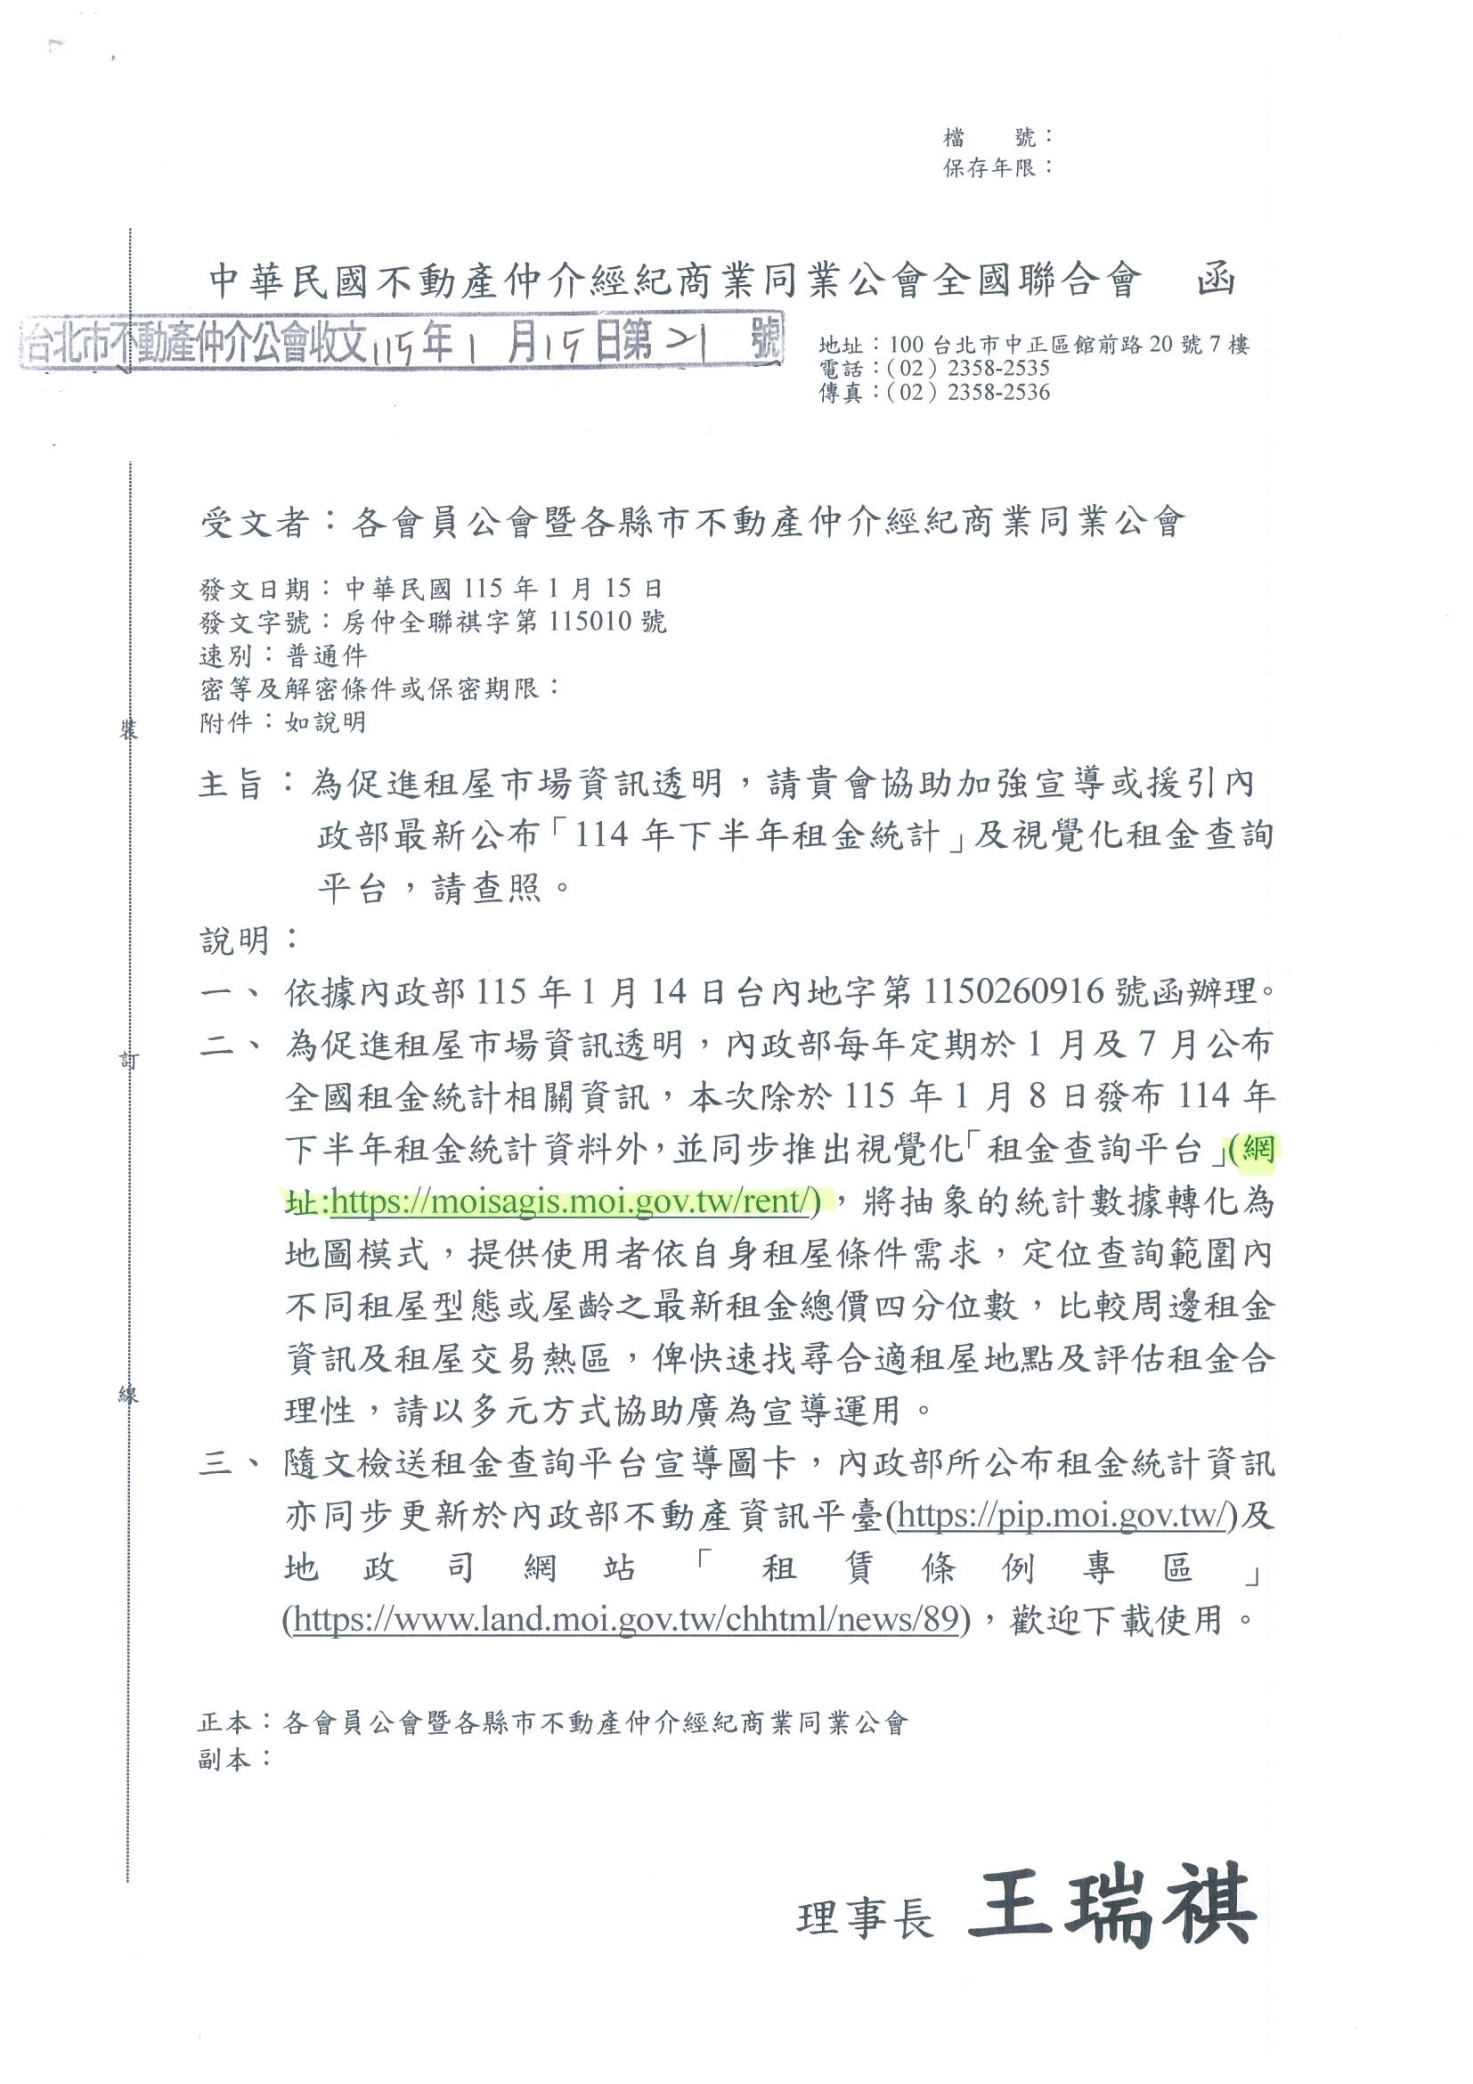 檔　　號：
保存年限：
中華民國不動產仲介經紀商業同業公會全國聯合會　函
台北市不動產仲介公會收文115年1月15日第21號
地址：100 台北市中正區館前路 20 號 7 樓
電話：(02) 2358-2535
傳真：(02) 2358-2536
受文者：各會員公會暨各縣市不動產仲介經紀商業同業公會
發文日期：中華民國 115 年 1 月 15 日
發文字號：房仲全聯祺字第 115010 號
速別：普通件
密等及解密條件或保密期限：
附件：如說明
裝
主旨：為促進租屋市場資訊透明，請貴會協助加強宣導或援引內
政部最新公布「114 年下半年租金統計」及視覺化租金查詢
平台，請查照。
說明：
一、依據內政部 115 年 1 月 14 日台內地字第 1150260916 號函辦理。
二、為促進租屋市場資訊透明，內政部每年定期於 1 月及 7 月公布
訂
全國租金統計相關資訊，本次除於 115 年 1 月 8 日發布 114 年
下半年租金統計資料外，並同步推出視覺化「租金查詢平台」(網
址:https://moisagis.moi.gov.tw/rent/)，將抽象的統計數據轉化為
地圖模式，提供使用者依自身租屋條件需求，定位查詢範圍內
不同租屋型態或屋齡之最新租金總價四分位數，比較周邊租金
資訊及租屋交易熱區，俾快速找尋合適租屋地點及評估租金合
線
理性，請以多元方式協助廣為宣導運用。
三、隨文檢送租金查詢平台宣導圖卡，內政部所公布租金統計資訊
亦同步更新於內政部不動產資訊平臺(https://pip.moi.gov.tw/)及
地政司網站「租賃條例專區」
(https://www.land.moi.gov.tw/chhtml/news/89)，歡迎下載使用。
正本：各會員公會暨各縣市不動產仲介經紀商業同業公會
副本：
理事長 王瑞祺